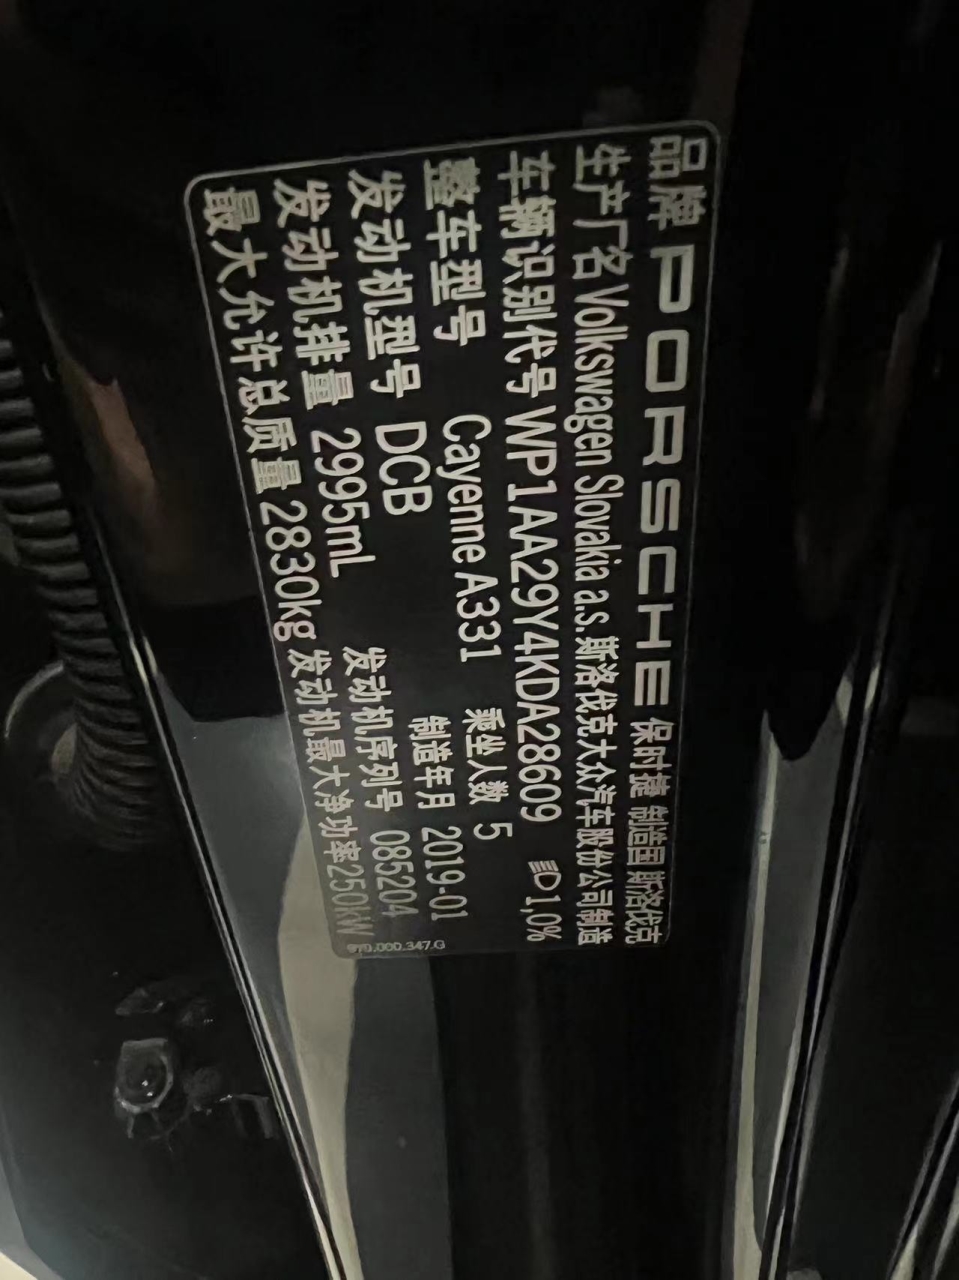 品牌 PORSCHE 保时捷 制造国 斯洛伐克
生产厂名 Volkswagen Slovakia a.s. 斯洛伐克大众汽车股份公司制造
车辆识别代号 WP1AA29Y4KDA28609 1,0%
整车型号 Cayenne A331 乘坐人数 5
发动机型号 DCB 制造年月 2019-01
发动机排量 2995mL 发动机序列号 085204
最大允许总质量 2830kg 发动机最大净功率250kW
9Y0.000.347.G